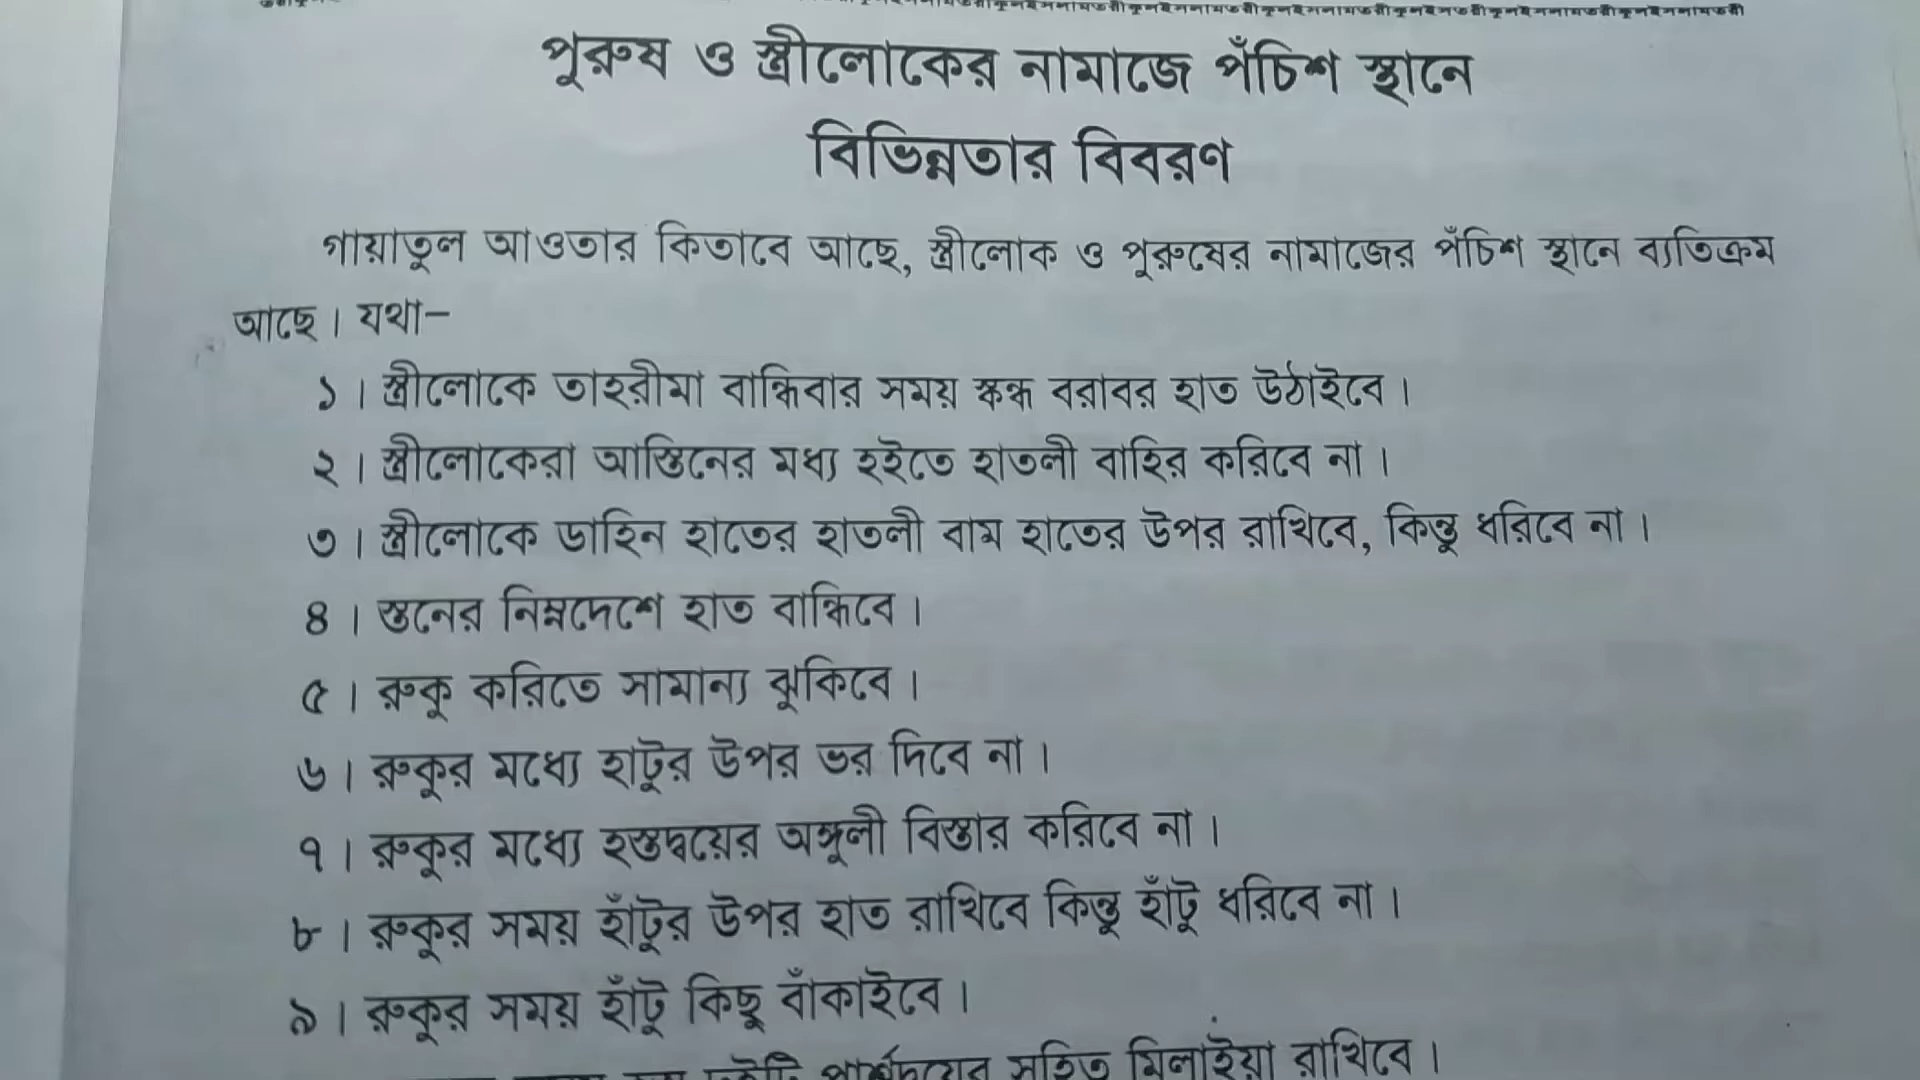 পুরুষ ও স্ত্রীলোকের নামাজে পঁচিশ স্থানে
বিভিন্নতার বিবরণ
গায়াতুল আওতার কিতাবে আছে, স্ত্রীলোক ও পুরুষের নামাজের পঁচিশ স্থানে ব্যতিক্রম
আছে। যথা–
১। স্ত্রীলোকে তাহরীমা বান্ধিবার সময় স্কন্ধ বরাবর হাত উঠাইবে।
২। স্ত্রীলোকেরা আস্তিনের মধ্য হইতে হাতলী বাহির করিবে না।
৩। স্ত্রীলোকে ডাহিন হাতের হাতলী বাম হাতের উপর রাখিবে, কিন্তু ধরিবে না।
৪। স্তনের নিম্নদেশে হাত বান্ধিবে।
৫। রুকু করিতে সামান্য ঝুকিবে।
৬। রুকুর মধ্যে হাটুর উপর ভর দিবে না।
৭। রুকুর মধ্যে হস্তদ্বয়ের অঙ্গুলী বিস্তার করিবে না।
৮। রুকুর সময় হাঁটুর উপর হাত রাখিবে কিন্তু হাঁটু ধরিবে না।
৯। রুকুর সময় হাঁটু কিছু বাঁকাইবে।
পার্শ্বদ্বয়ের সহিত মিলাইয়া রাখিবে।